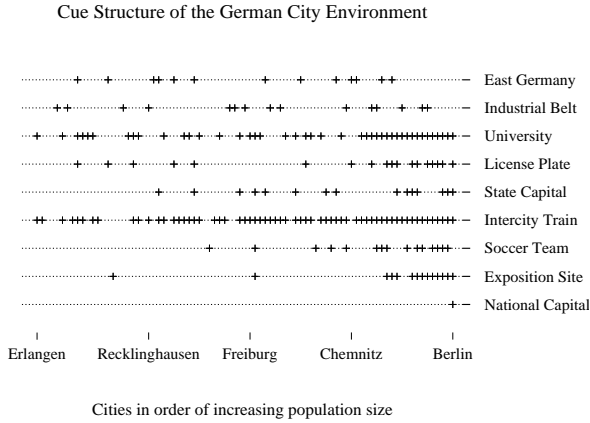 Cue Structure of the German City Environment
East Germany
Industrial Belt
University
License Plate
State Capital
Intercity Train
Soccer Team
Exposition Site
National Capital
Erlangen Recklinghausen Freiburg Chemnitz Berlin
Cities in order of increasing population size